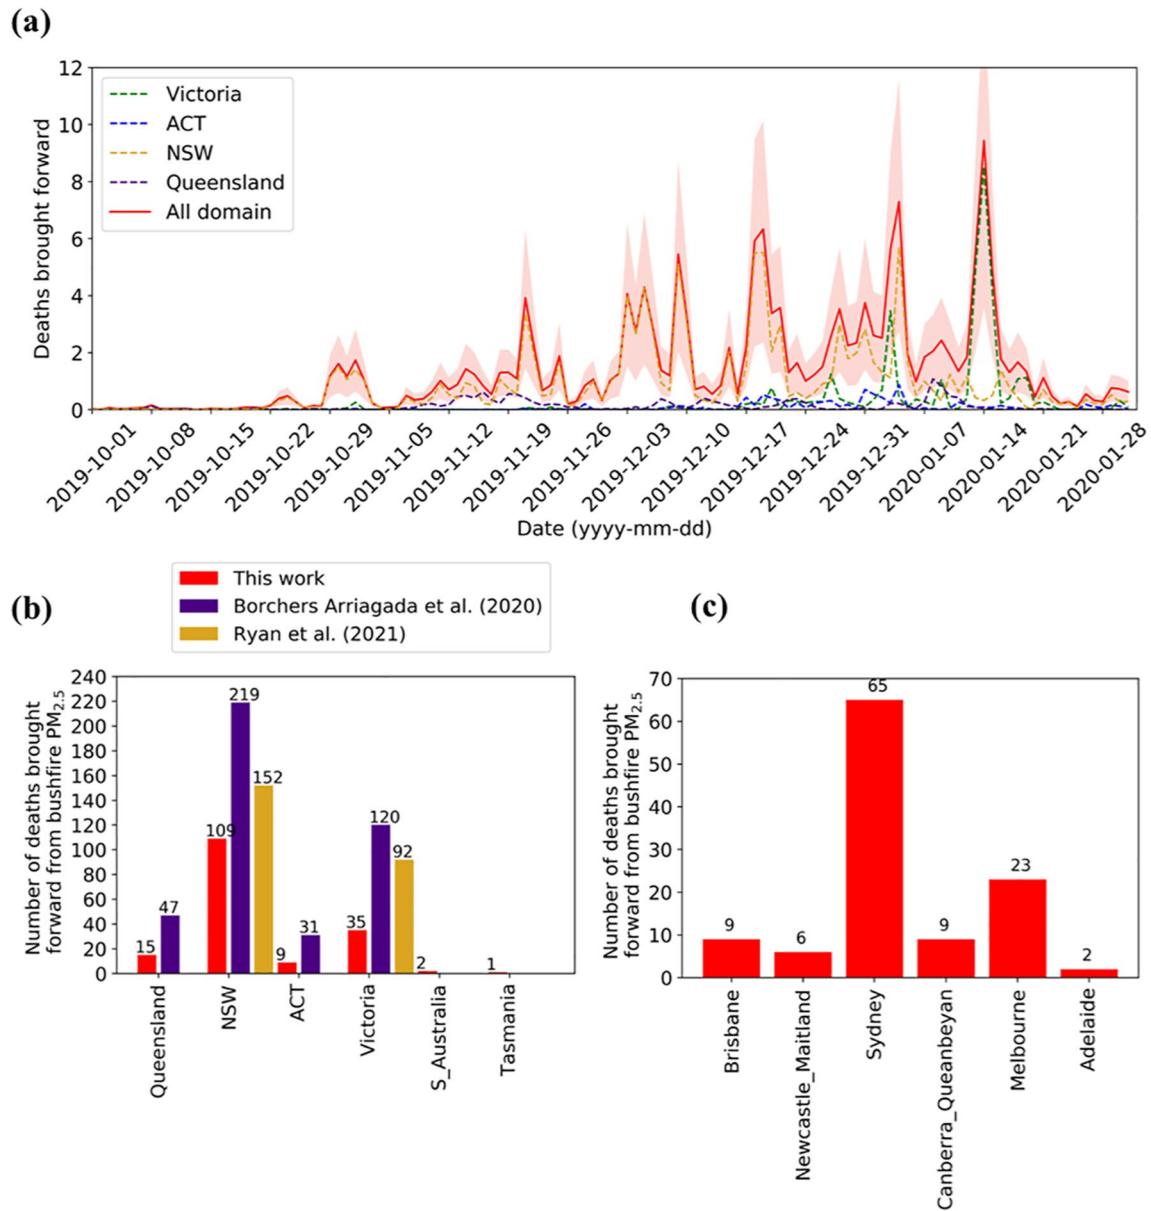 (a)
Deaths brought forward
12
10
8
6
4
2
0
Victoria
ACT
NSW
Queensland
All domain
2019-10-01
2019-10-08
2019-10-15
2019-10-22
2019-10-29
2019-11-05
2019-11-12
2019-11-19
2019-11-26
2019-12-03
2019-12-10
2019-12-17
2019-12-24
2019-12-31
2020-01-07
2020-01-14
2020-01-21
2020-01-28
Date (yyyy-mm-dd)
This work
Borchers Arriagada et al. (2020)
Ryan et al. (2021)
(b)
Number of deaths brought
forward from bushfire PM2.5
240
220
200
180
160
140
120
100
80
60
40
20
0
15
47
109
219
152
9
31
35
120
92
2
1
Queensland
NSW
ACT
Victoria
S_Australia
Tasmania
(c)
Number of deaths brought
forward from bushfire PM2.5
70
60
50
40
30
20
10
0
9
6
65
9
23
2
Brisbane
Newcastle_Maitland
Sydney
Canberra_Queanbeyan
Melbourne
Adelaide